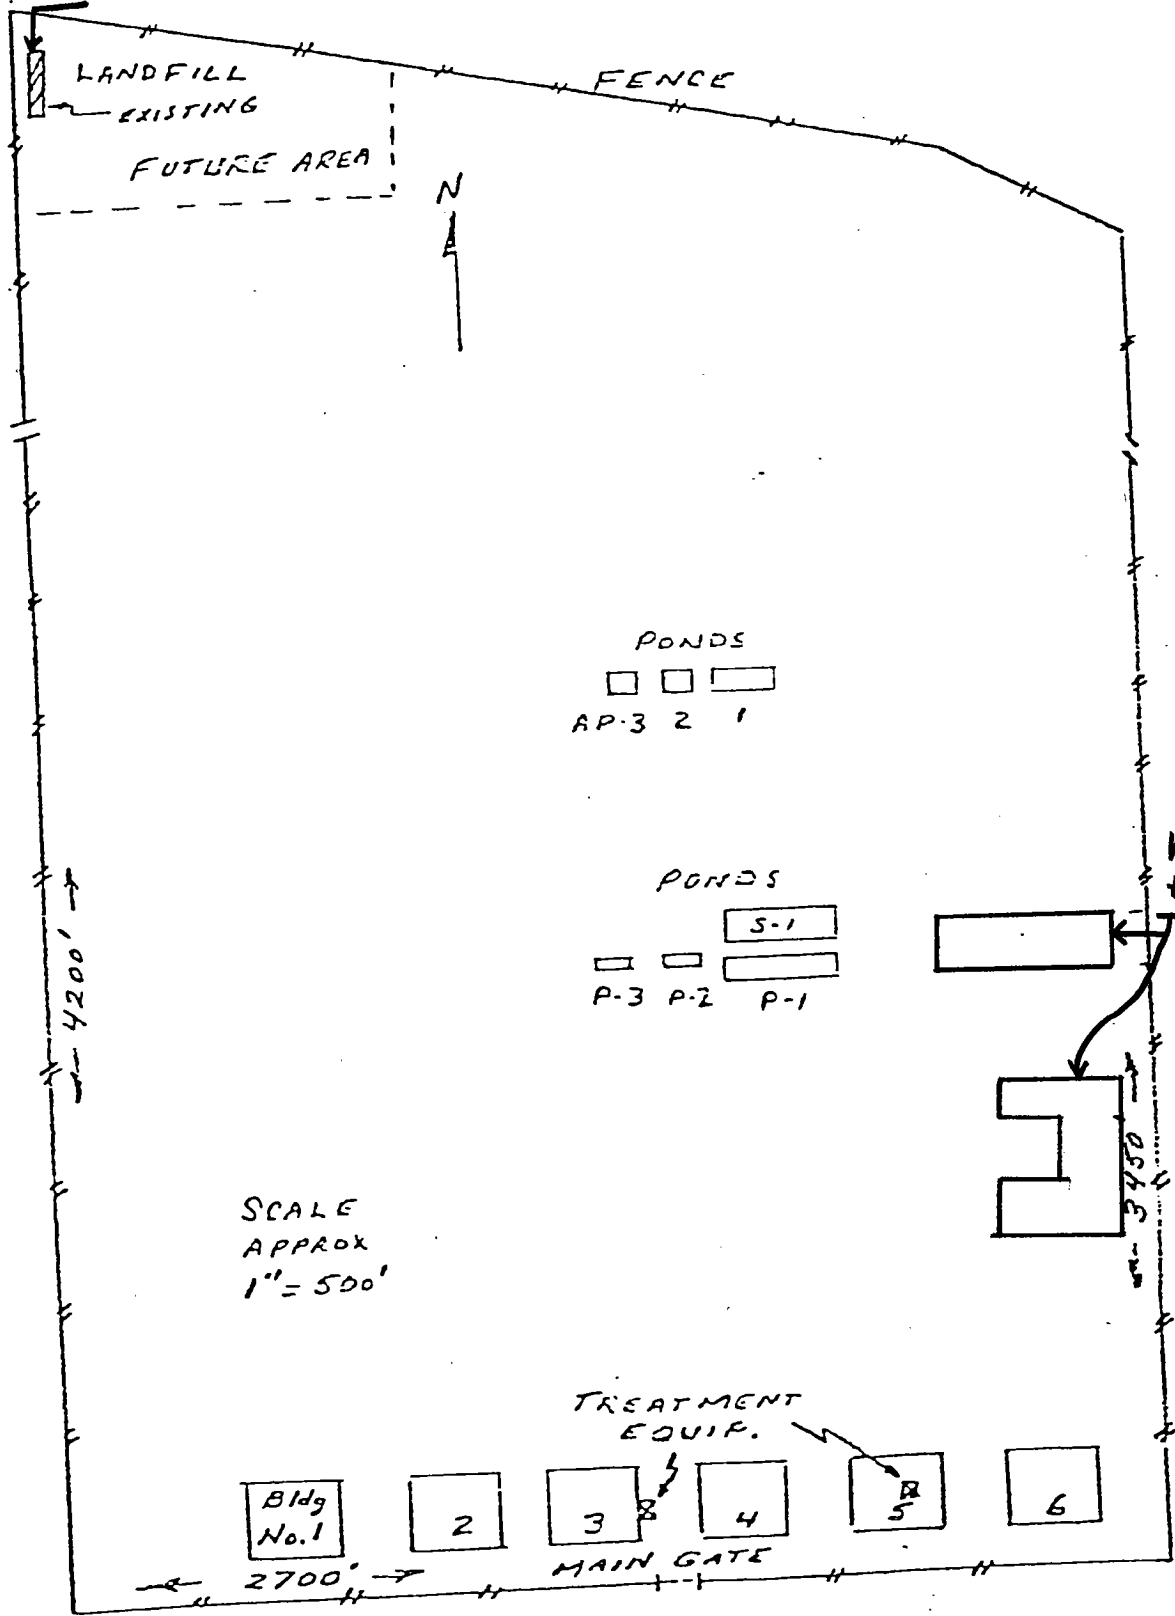 LANDFILL
EXISTING
FENCE
FUTURE AREA
N
PONDS
AP-3 2 1
PONDS
S-1
P-3 P-2 P-1
4200'
3450
SCALE
APPROX
1" = 500'
TREATMENT
EQUIP.
Bldg
No.1
2
3
4
5
6
MAIN GATE
2700'